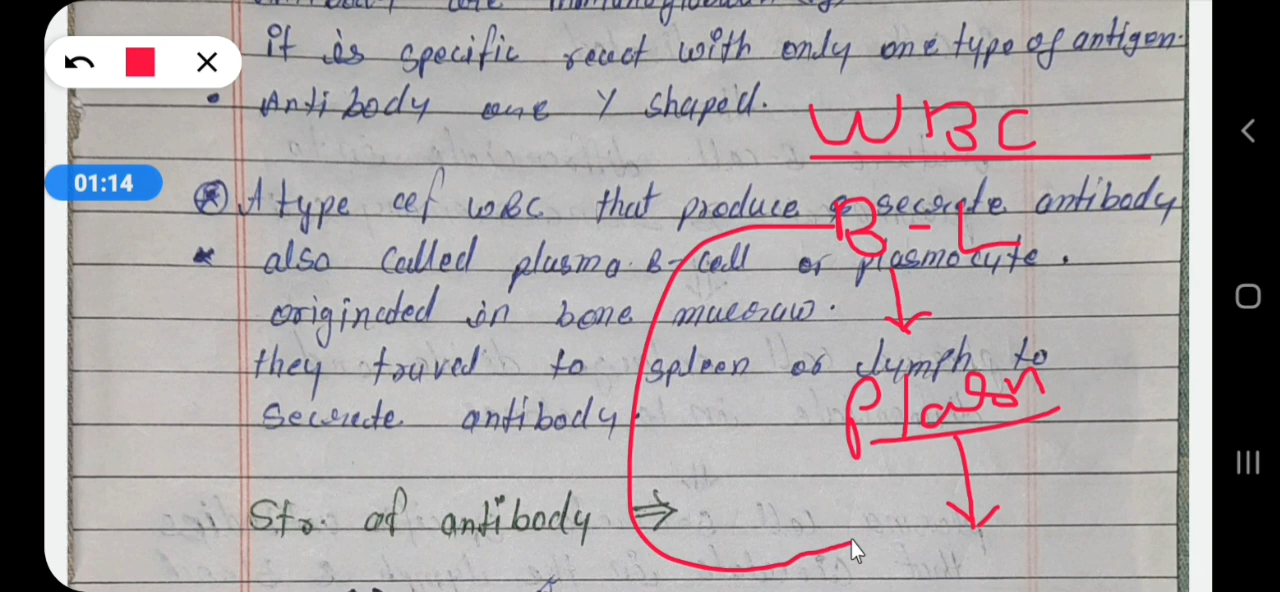 it is specific react with only one type of antigen.
• Antibody are Y shaped.
WBC
01:14
A type of WBC that produce & secrete antibody
B-L
* also called plasma B-cell or plasmocyte.
originated in bone marrow.
they travel to spleen or lymph to
Plasm
secrete antibody.
Str. of antibody ⇒